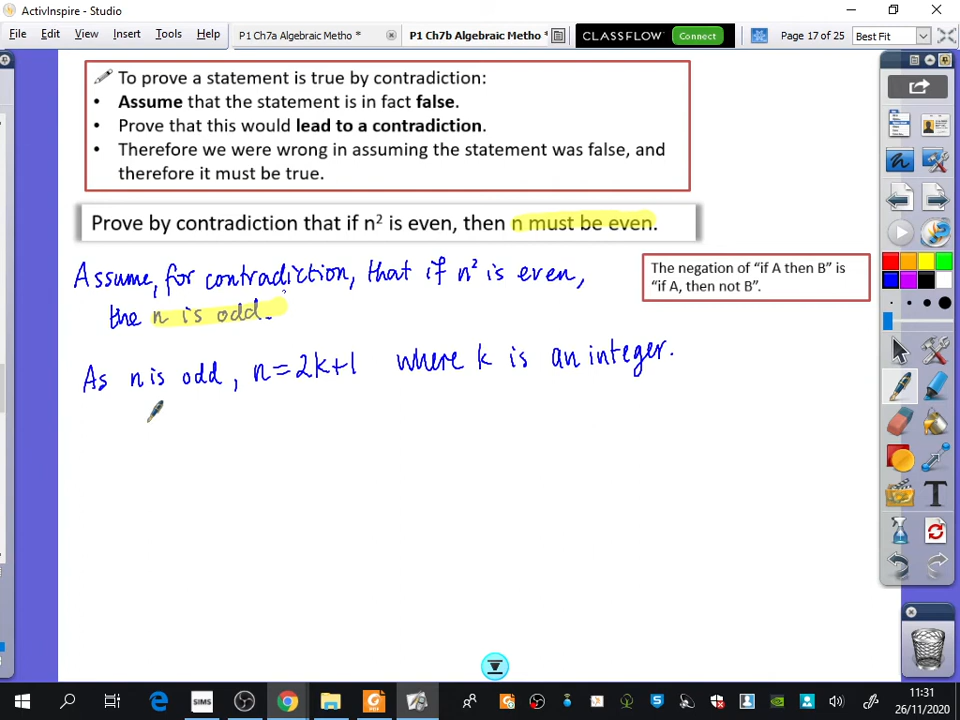 ActivInspire - Studio
File Edit View Insert Tools Help
P1 Ch7a Algebraic Metho *
P1 Ch7b Algebraic Metho *
CLASSFLOW Connect
Page 17 of 25
Best Fit
To prove a statement is true by contradiction:
• Assume that the statement is in fact false.
• Prove that this would lead to a contradiction.
• Therefore we were wrong in assuming the statement was false, and
therefore it must be true.
Prove by contradiction that if n² is even, then n must be even.
Assume, for contradiction, that if n² is even,
the n is odd.
The negation of "if A then B" is
"if A, then not B".
As n is odd, n=2k+1 where k is an integer.
T
SIMS
11:31
26/11/2020